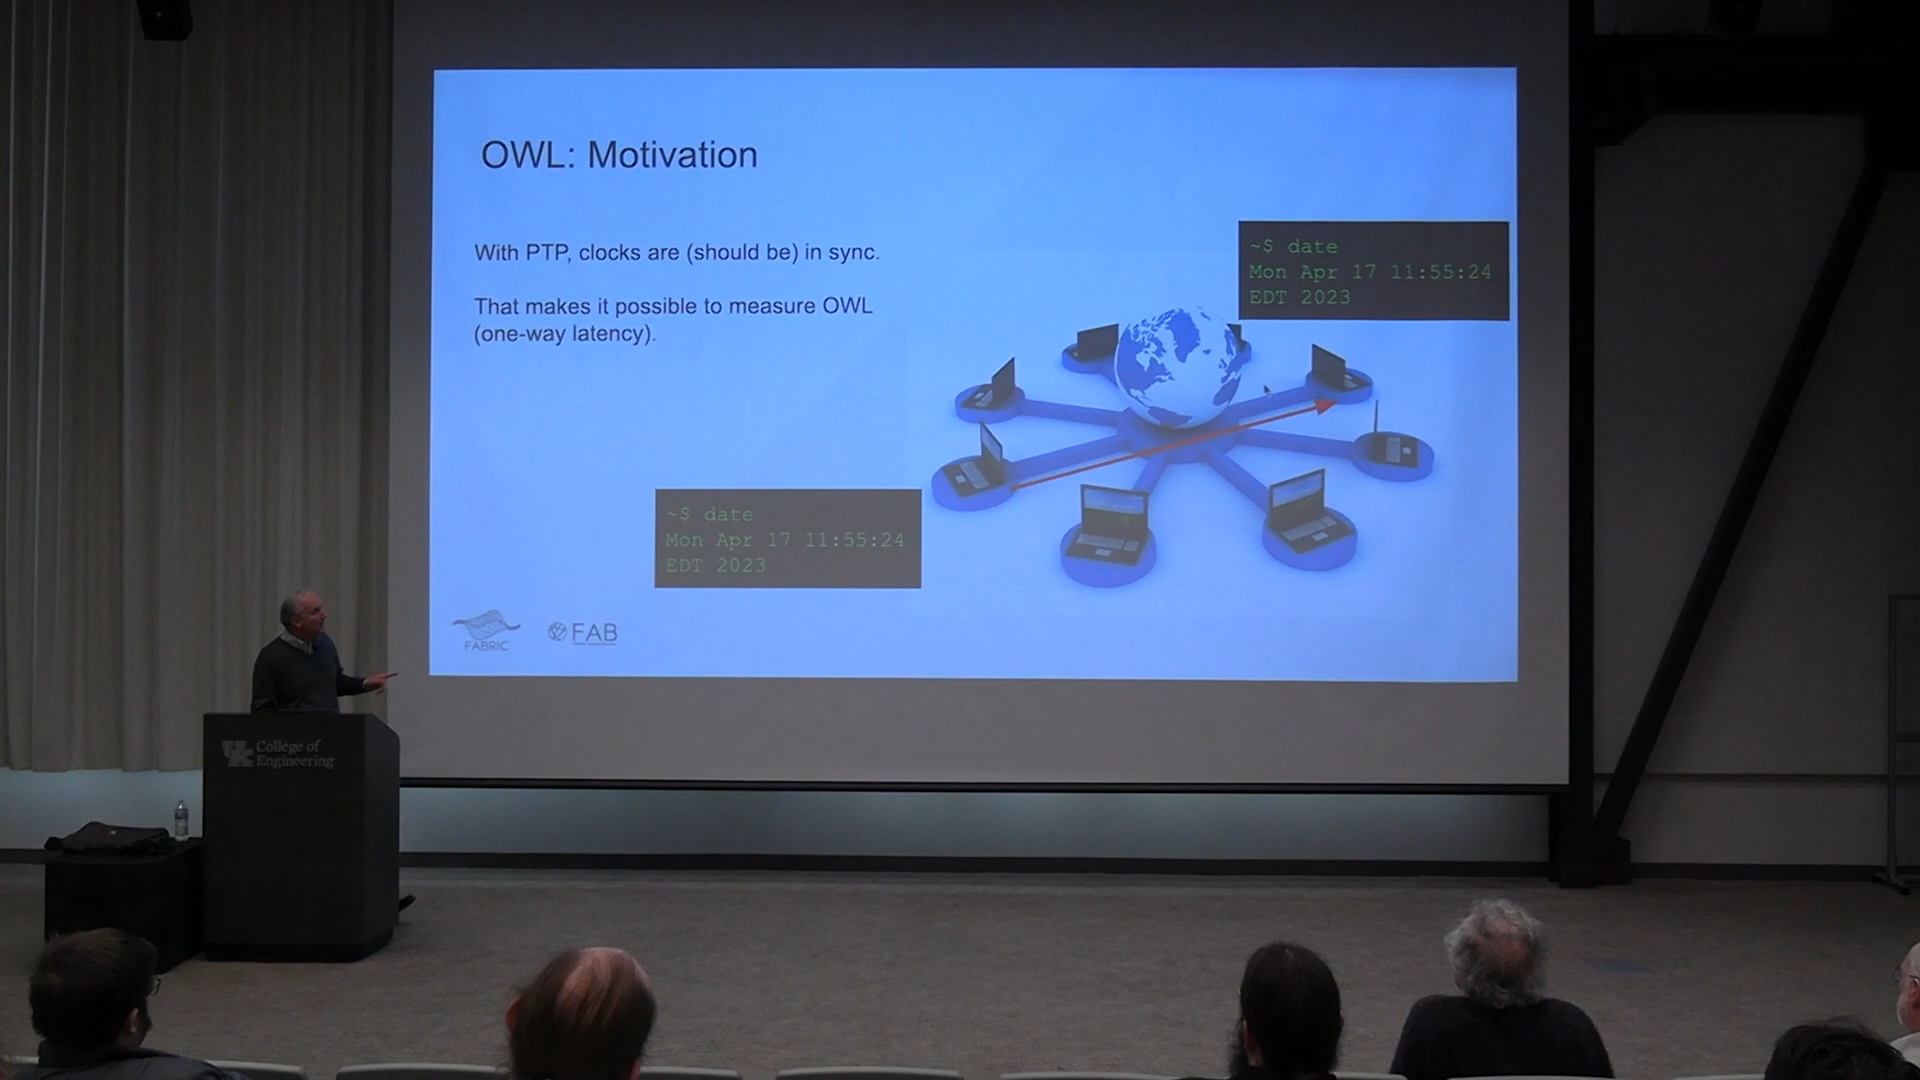 OWL: Motivation
With PTP, clocks are (should be) in sync.
That makes it possible to measure OWL
(one-way latency).
~$ date
Mon Apr 17 11:55:24
EDT 2023
~$ date
Mon Apr 17 11:55:24
EDT 2023
FABRIC
FAB
UK
College of
Engineering